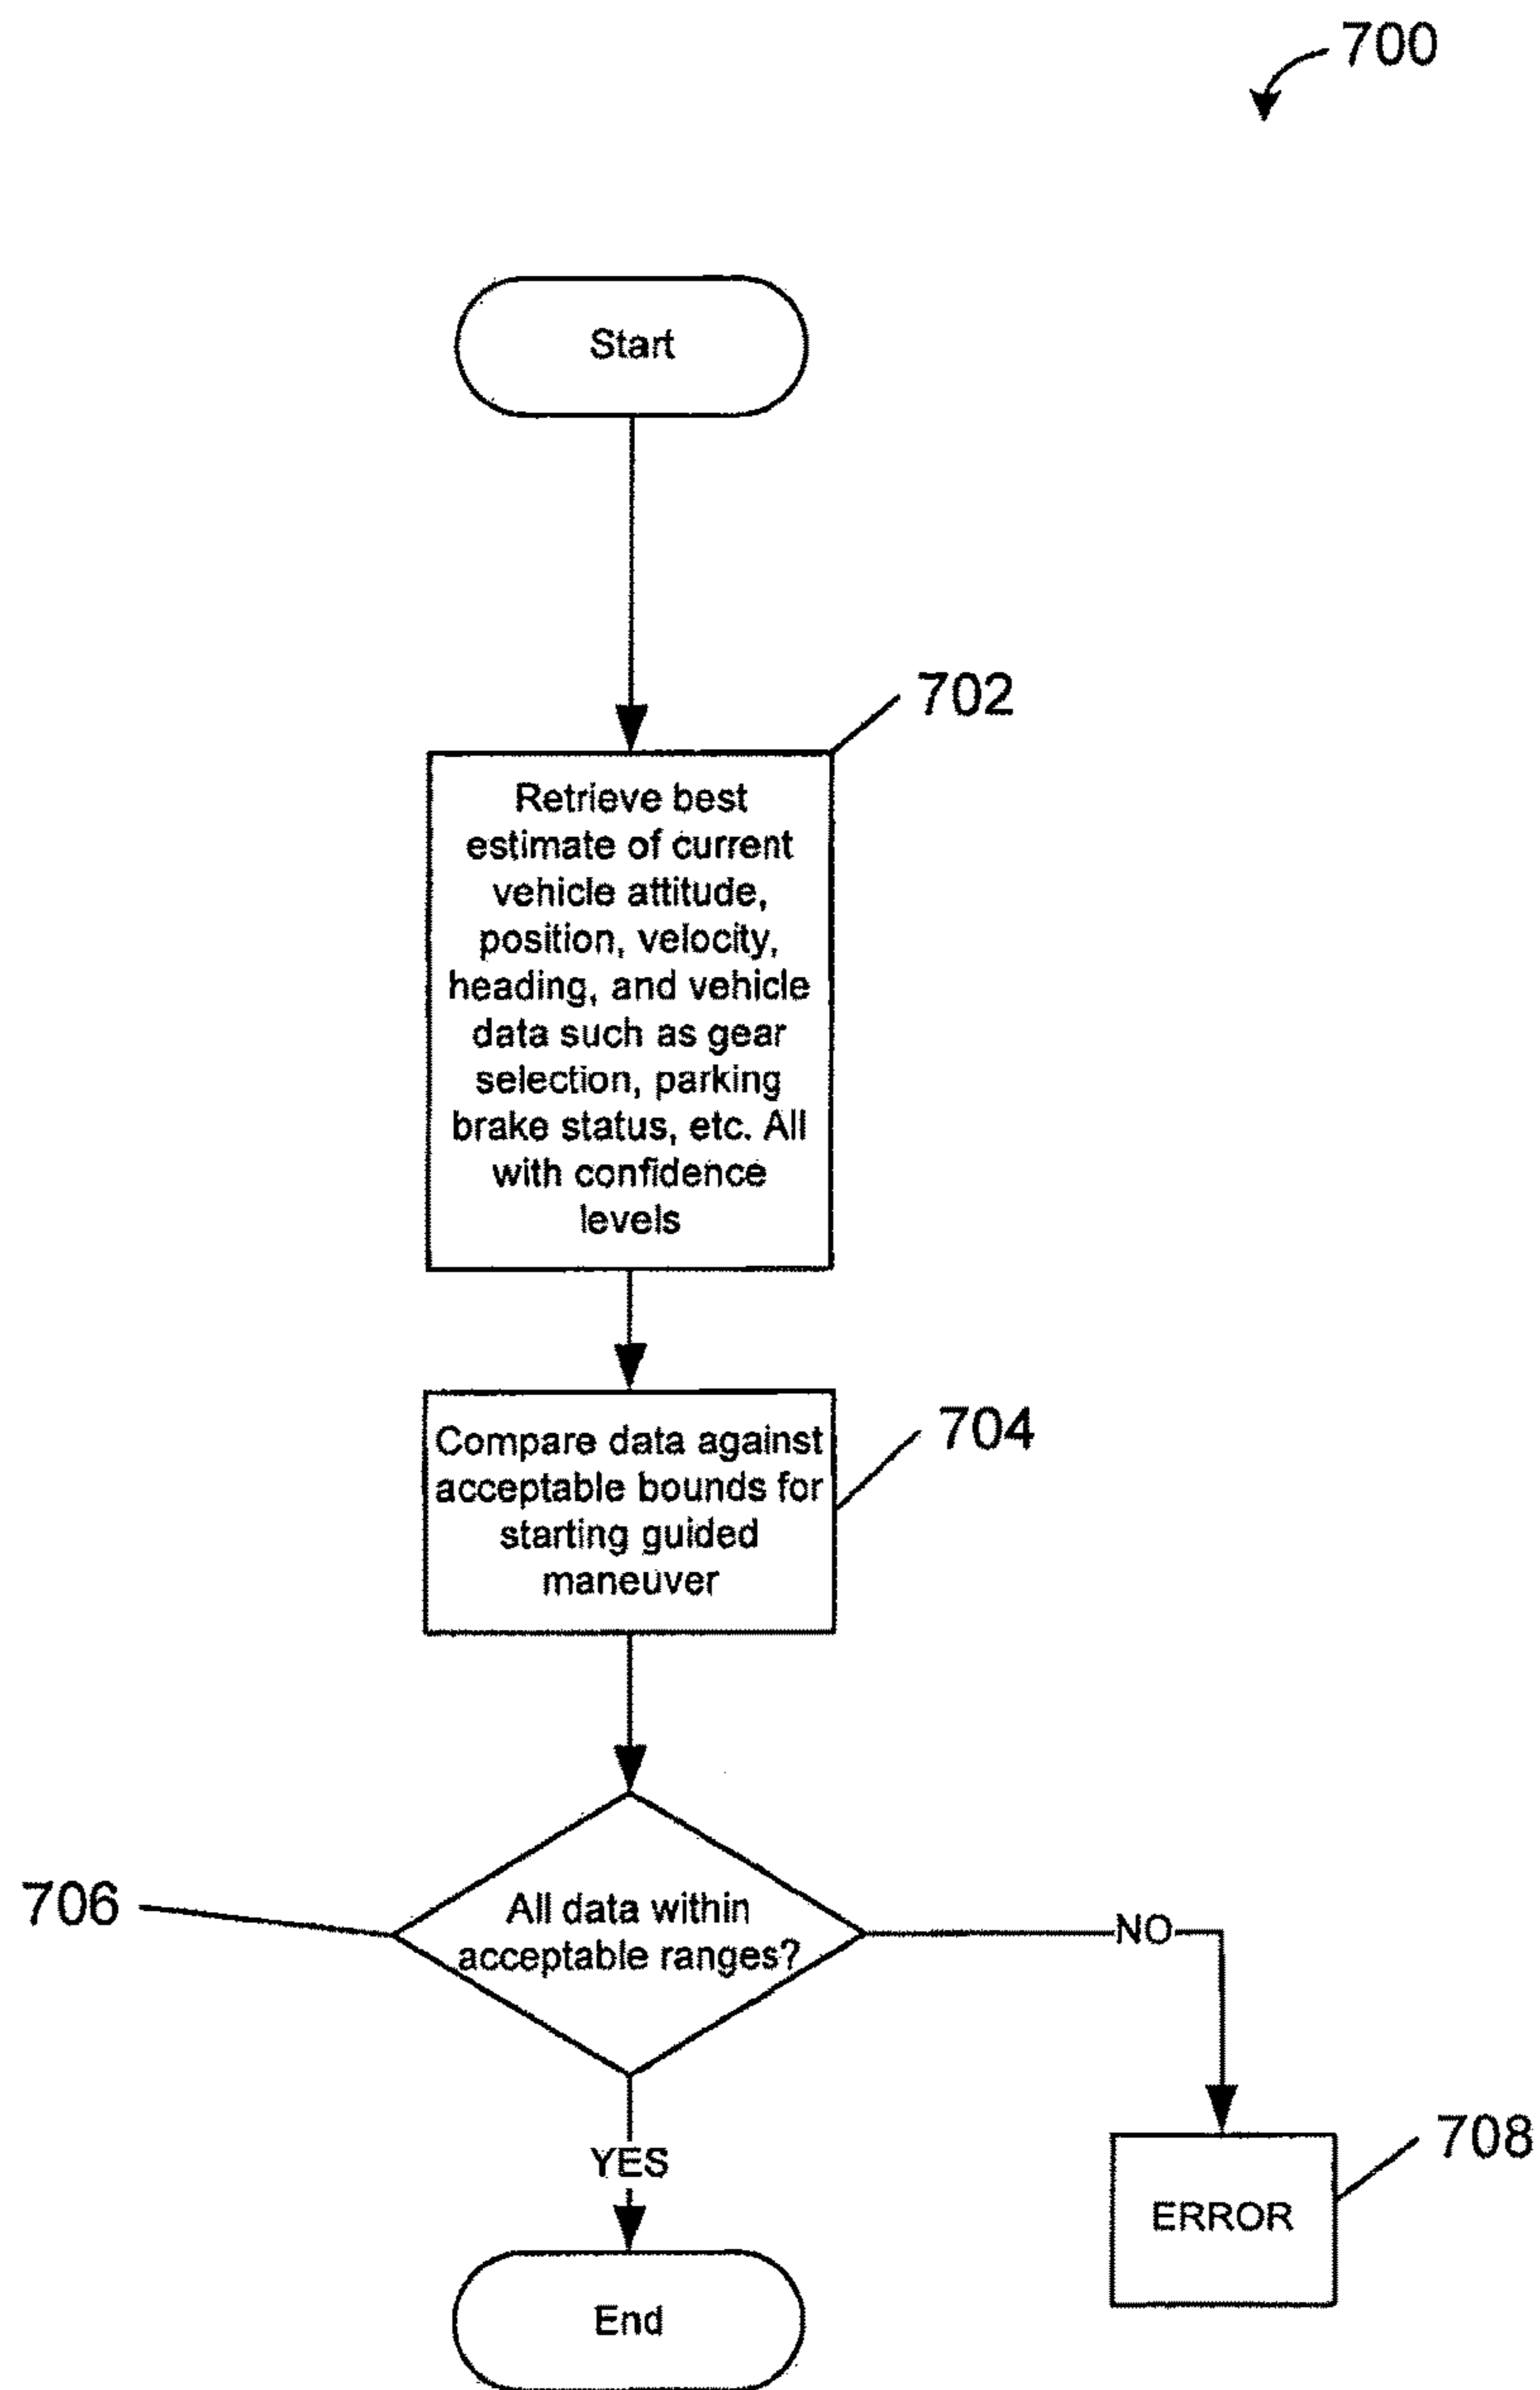 700
Start
702
Retrieve best
estimate of current
vehicle attitude,
position, velocity,
heading, and vehicle
data such as gear
selection, parking
brake status, etc. All
with confidence
levels
704
Compare data against
acceptable bounds for
starting guided
maneuver
706
All data within
acceptable ranges?
NO
YES
708
ERROR
End